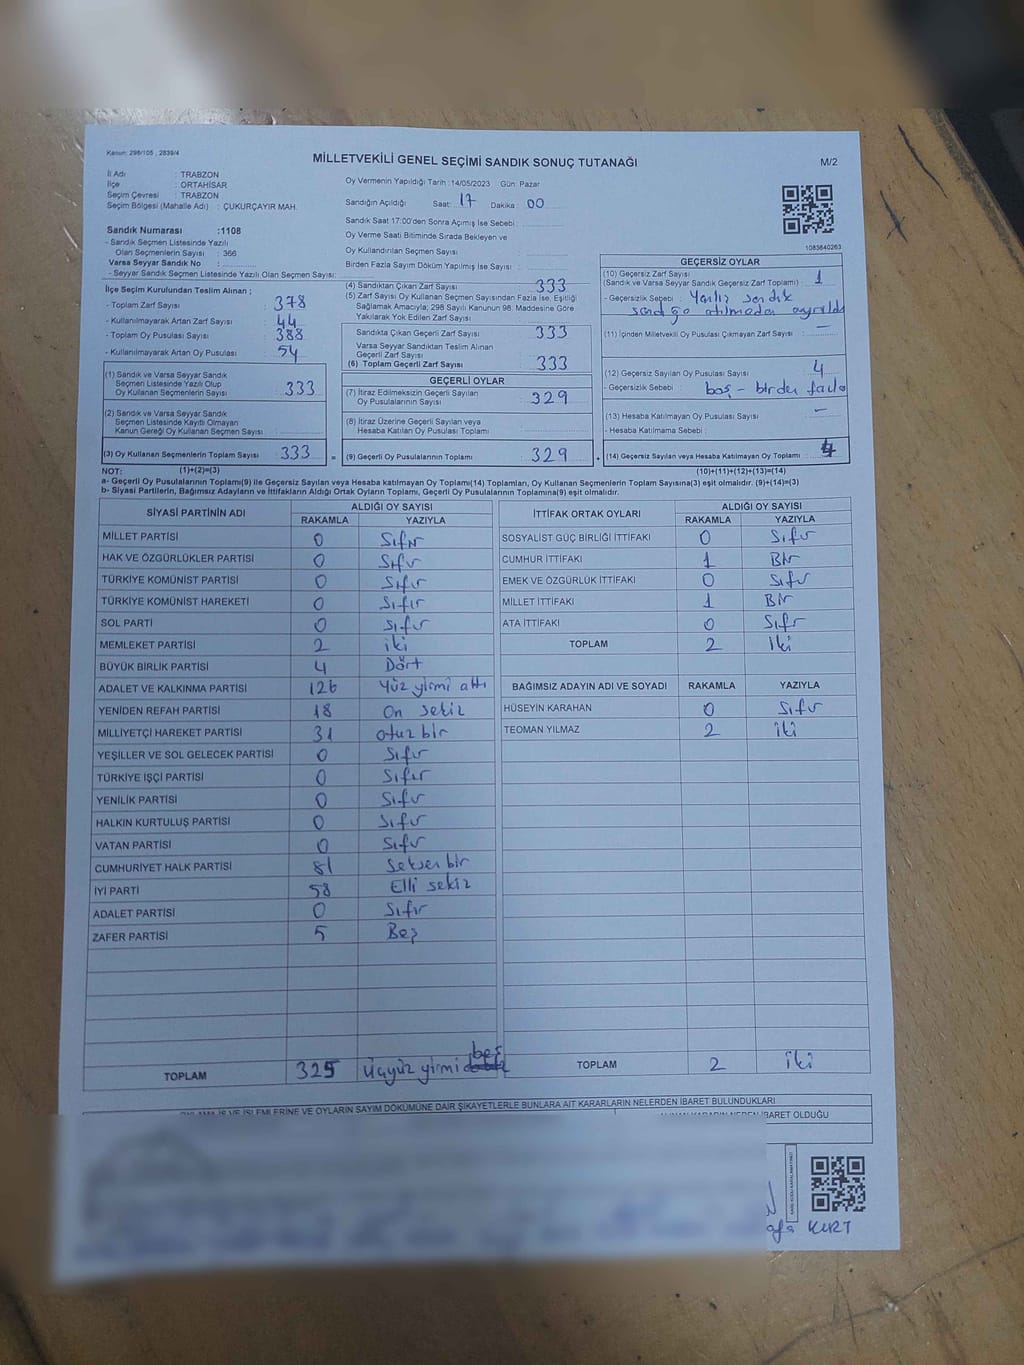 Kanun: 298/105 , 2839/4
MİLLETVEKİLİ GENEL SEÇİMİ SANDIK SONUÇ TUTANAĞI
M/2
İl Adı : TRABZON
İlçe : ORTAHİSAR
Seçim Çevresi : TRABZON
Seçim Bölgesi (Mahalle Adı) : ÇUKURÇAYIR MAH.
Oy Vermenin Yapıldığı Tarih : 14/05/2023 Gün: Pazar
Sandığın Açıldığı Saat: 17 Dakika : 00
Sandık Saat 17:00'den Sonra Açımış İse Sebebi :
Sandık Numarası :1108
- Sandık Seçmen Listesinde Yazılı
Olan Seçmenlerin Sayısı : 366
Varsa Seyyar Sandık No :
- Seyyar Sandık Seçmen Listesinde Yazılı Olan Seçmen Sayısı:
Oy Verme Saati Bitiminde Sırada Bekleyen ve
Oy Kullandırılan Seçmen Sayısı :
Birden Fazla Sayım Döküm Yapılmış İse Sayısı :
1083640263
İlçe Seçim Kurulundan Teslim Alınan ;
- Toplam Zarf Sayısı : 378
- Kullanılmayarak Artan Zarf Sayısı : 44
- Toplam Oy Pusulası Sayısı : 388
- Kullanılmayarak Artan Oy Pusulası : 54
(1) Sandık ve Varsa Seyyar Sandık
Seçmen Listesinde Yazılı Olup
Oy Kullanan Seçmenlerin Sayısı : 333
(2) Sandık ve Varsa Seyyar Sandık
Seçmen Listesinde Kayıtlı Olmayan
Kanun Gereği Oy Kullanan Seçmen Sayısı :
(3) Oy Kullanan Seçmenlerin Toplam Sayısı : 333 =
(4) Sandıktan Çıkan Zarf Sayısı : 333
(5) Zarf Sayısı Oy Kullanan Seçmen Sayısından Fazla İse, Eşitliği
Sağlamak Amacıyla; 298 Sayılı Kanunun 98. Maddesine Göre
Yakılarak Yok Edilen Zarf Sayısı :
Sandıkta Çıkan Geçerli Zarf Sayısı : 333
Varsa Seyyar Sandıktan Teslim Alınan
Geçerli Zarf Sayısı :
(6) Toplam Geçerli Zarf Sayısı : 333
GEÇERLİ OYLAR
(7) İtiraz Edilmeksizin Geçerli Sayılan
Oy Pusulalarının Sayısı : 329
(8) İtiraz Üzerine Geçerli Sayılan veya
Hesaba Katılan Oy Pusulası Toplamı :
(9) Geçerli Oy Pusulalarının Toplamı : 329 +
GEÇERSİZ OYLAR
(10) Geçersiz Zarf Sayısı
(Sandık ve Varsa Seyyar Sandık Geçersiz Zarf Toplamı) : 1
- Geçersizlik Sebebi : Yanlış sandık
sandığa atılmadan ayrıldı
(11) İçinden Milletvekili Oy Pusulası Çıkmayan Zarf Sayısı : —
(12) Geçersiz Sayılan Oy Pusulası Sayısı : 4
- Geçersizlik Sebebi : boş - birden fazla
(13) Hesaba Katılmayan Oy Pusulası Sayısı : —
- Hesaba Katılmama Sebebi :
(14) Geçersiz Sayılan veya Hesaba Katılmayan Oy Toplamı : 4
NOT: (1)+(2)=(3) (10)+(11)+(12)+(13)=(14)
a- Geçerli Oy Pusulalarının Toplamı(9) ile Geçersiz Sayılan veya Hesaba Katılmayan Oy Toplamı(14) Toplamları, Oy Kullanan Seçmenlerin Toplam Sayısına(3) eşit olmalıdır. (9)+(14)=(3)
b- Siyasi Partilerin, Bağımsız Adayların ve İttifakların Aldığı Ortak Oyların Toplamı, Geçerli Oy Pusulalarının Toplamına(9) eşit olmalıdır.
SİYASİ PARTİNİN ADI ALDIĞI OY SAYISI
RAKAMLA YAZIYLA
MİLLET PARTİSİ 0 Sıfır
HAK VE ÖZGÜRLÜKLER PARTİSİ 0 Sıfır
TÜRKİYE KOMÜNİST PARTİSİ 0 Sıfır
TÜRKİYE KOMÜNİST HAREKETİ 0 Sıfır
SOL PARTİ 0 Sıfır
MEMLEKET PARTİSİ 2 iki
BÜYÜK BİRLİK PARTİSİ 4 Dört
ADALET VE KALKINMA PARTİSİ 126 Yüz yirmi altı
YENİDEN REFAH PARTİSİ 18 On sekiz
MİLLİYETÇİ HAREKET PARTİSİ 31 otuz bir
YEŞİLLER VE SOL GELECEK PARTİSİ 0 Sıfır
TÜRKİYE İŞÇİ PARTİSİ 0 Sıfır
YENİLİK PARTİSİ 0 Sıfır
HALKIN KURTULUŞ PARTİSİ 0 Sıfır
VATAN PARTİSİ 0 Sıfır
CUMHURİYET HALK PARTİSİ 81 Seksen bir
İYİ PARTİ 58 Elli sekiz
ADALET PARTİSİ 0 Sıfır
ZAFER PARTİSİ 5 Beş
TOPLAM 325 Üçyüz yirmi beş
İTTİFAK ORTAK OYLARI ALDIĞI OY SAYISI
RAKAMLA YAZIYLA
SOSYALİST GÜÇ BİRLİĞİ İTTİFAKI 0 Sıfır
CUMHUR İTTİFAKI 1 Bir
EMEK VE ÖZGÜRLÜK İTTİFAKI 0 Sıfır
MİLLET İTTİFAKI 1 Bir
ATA İTTİFAKI 0 Sıfır
TOPLAM 2 İki
BAĞIMSIZ ADAYIN ADI VE SOYADI RAKAMLA YAZIYLA
HÜSEYİN KARAHAN 0 Sıfır
TEOMAN YILMAZ 2 iki
TOPLAM 2 iki
OYLAMA İŞ VE İŞLEMLERİNE VE OYLARIN SAYIM DÖKÜMÜNE DAİR ŞİKAYETLERLE BUNLARA AİT KARARLARIN NELERDEN İBARET BULUNDUKLARI
KARARIN NEDEN İBARET OLDUĞU
KURT